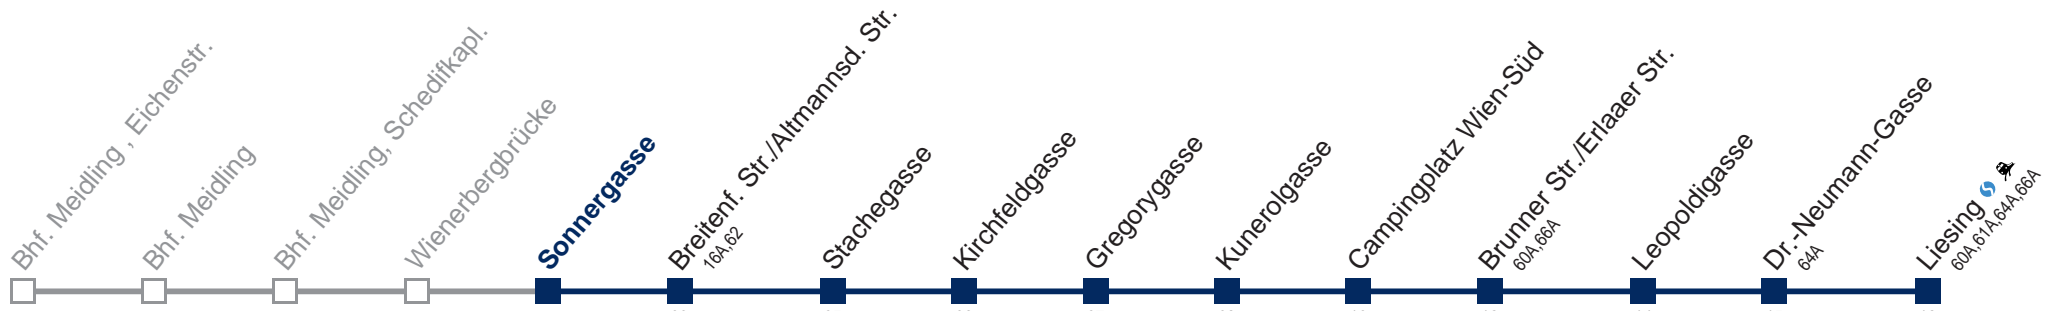 Bhf. Meidling , Eichenstr.
Bhf. Meidling
Bhf. Meidling, Schedifkapl.
Wienerbergbrücke
Sonnergasse
Breitenf. Str./Altmannsd. Str.
16A,62
Stachegasse
Kirchfeldgasse
Gregorygasse
Kunerolgasse
Campingplatz Wien-Süd
Brunner Str./Erlaaer Str.
60A,66A
Leopoldigasse
Dr.-Neumann-Gasse
64A
Liesing
60A,61A,64A,66A